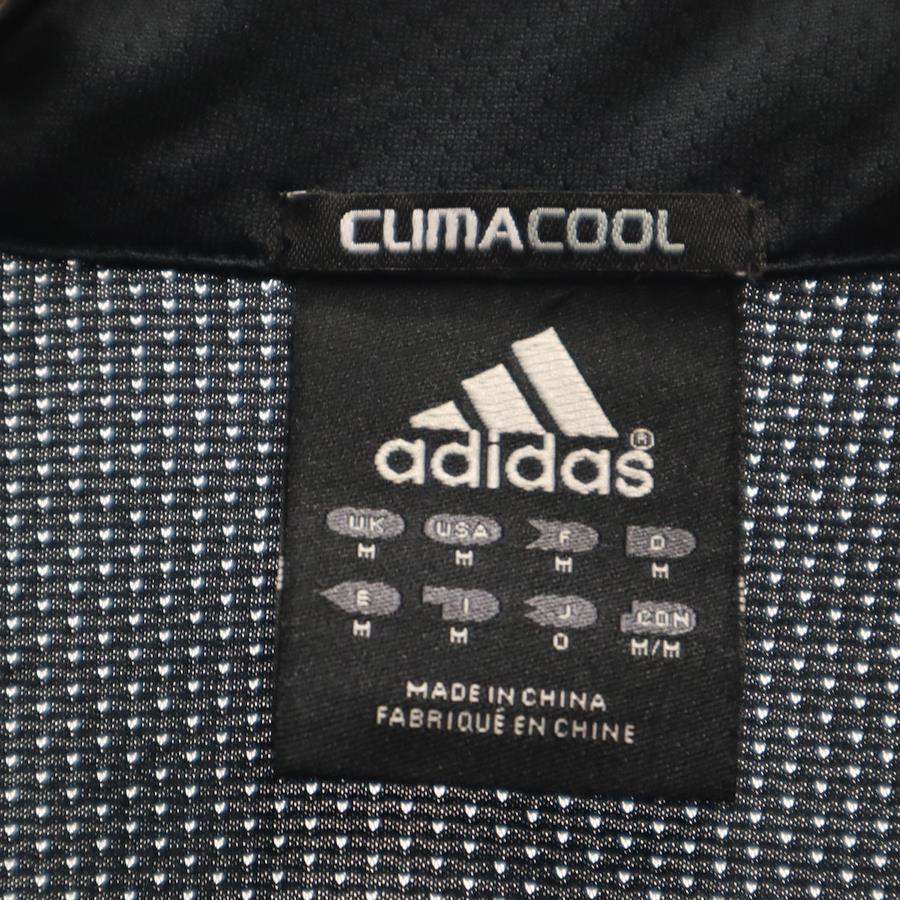 CLIMACOOL
adidas®
UK USA F D
M M M M
E I J CDN
M M O M/M
MADE IN CHINA
FABRIQUÉ EN CHINE